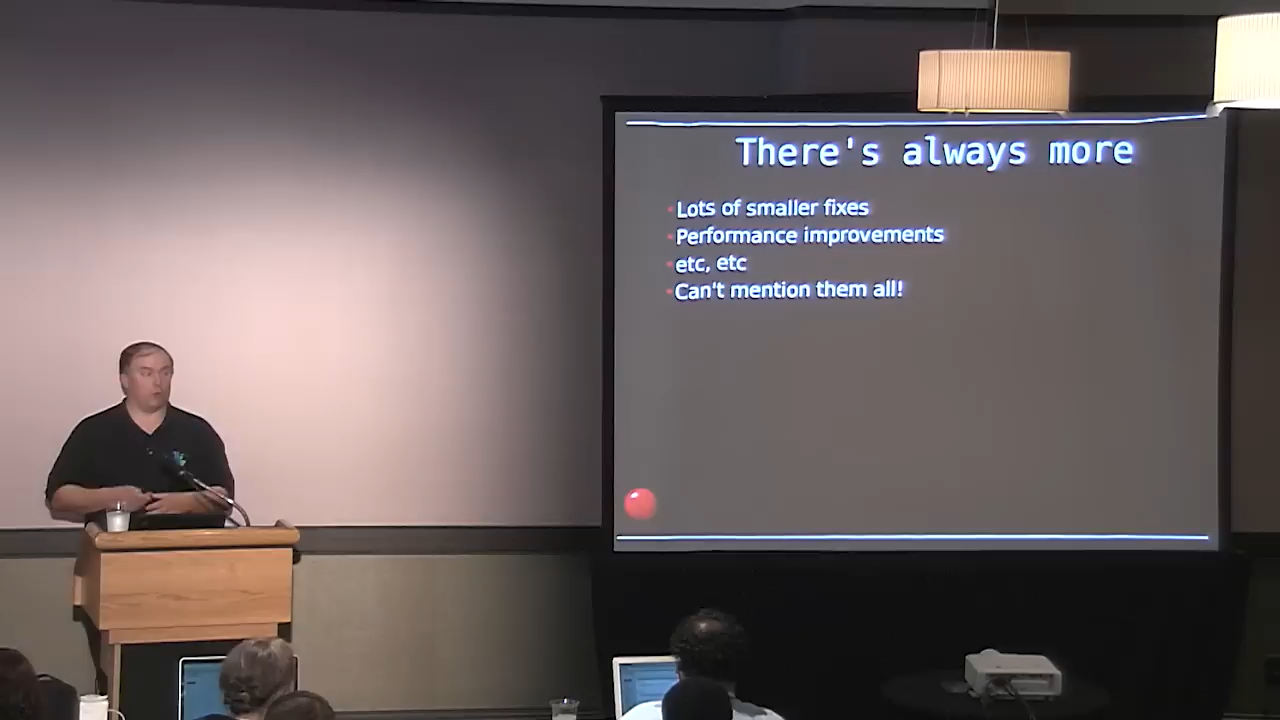 There's always more
Lots of smaller fixes
Performance improvements
etc, etc
Can't mention them all!